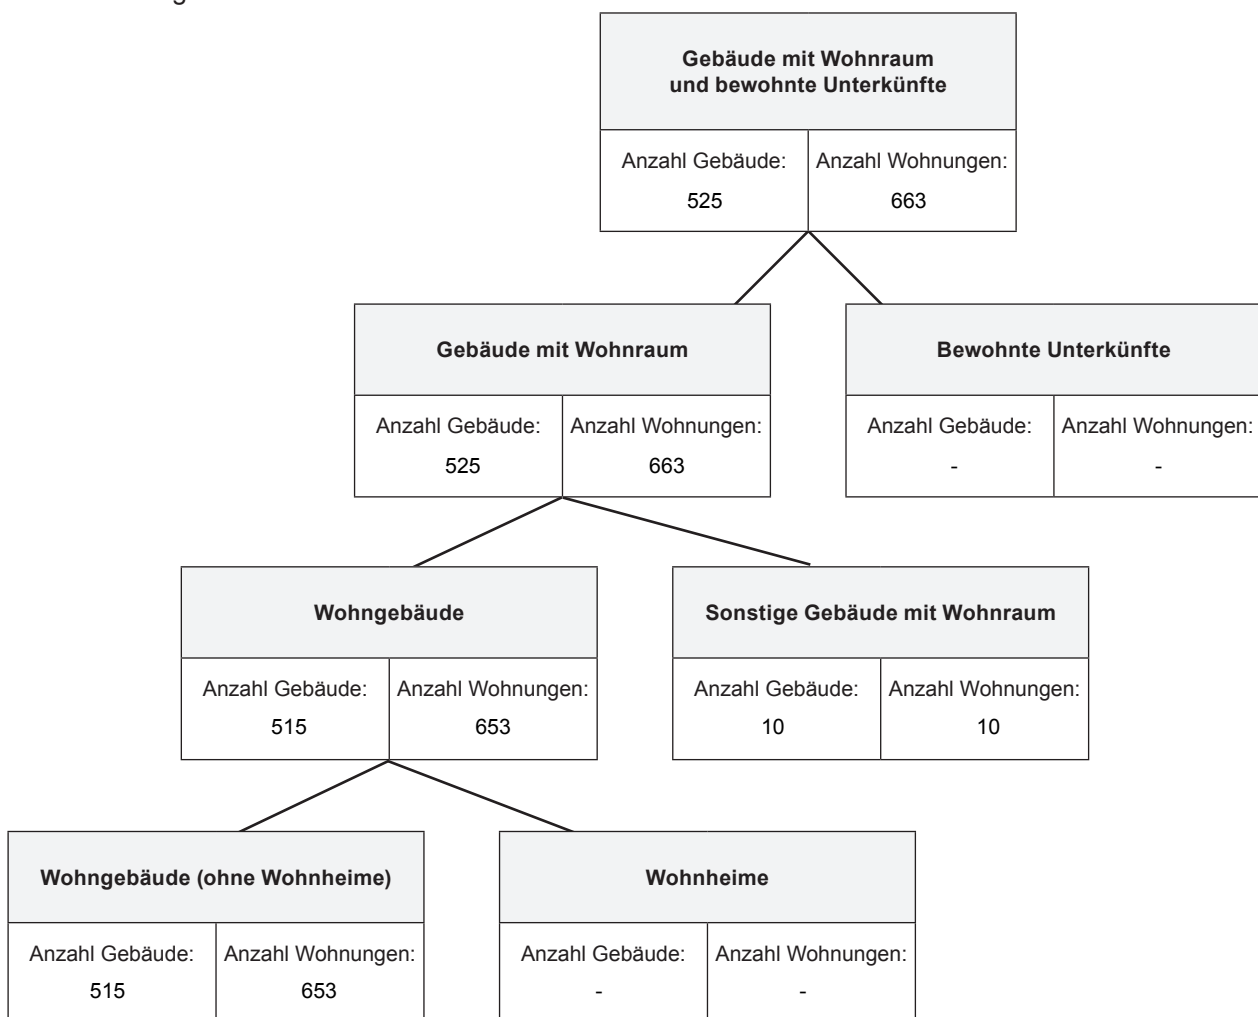 Gebäude mit Wohnraum
und bewohnte Unterkünfte
Anzahl Gebäude: Anzahl Wohnungen:
525 663
Gebäude mit Wohnraum
Anzahl Gebäude: Anzahl Wohnungen:
525 663
Bewohnte Unterkünfte
Anzahl Gebäude: Anzahl Wohnungen:
- -
Wohngebäude
Anzahl Gebäude: Anzahl Wohnungen:
515 653
Sonstige Gebäude mit Wohnraum
Anzahl Gebäude: Anzahl Wohnungen:
10 10
Wohngebäude (ohne Wohnheime)
Anzahl Gebäude: Anzahl Wohnungen:
515 653
Wohnheime
Anzahl Gebäude: Anzahl Wohnungen:
- -